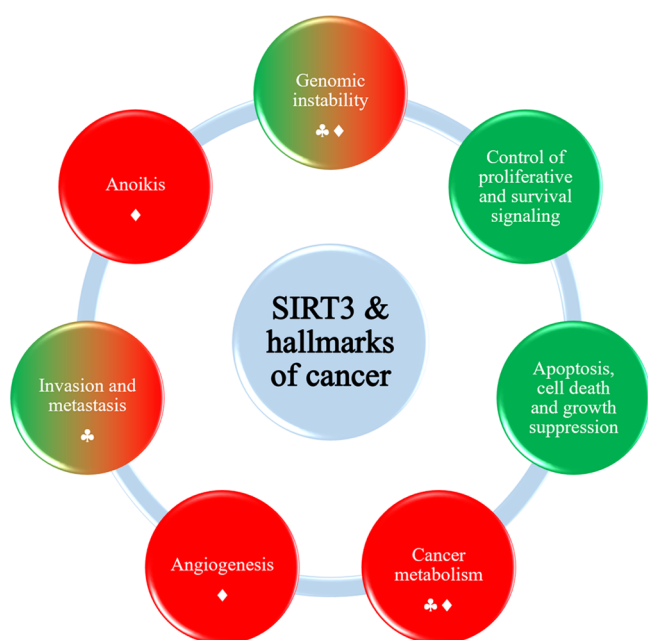 Genomic
instability
♣♦
Control of
proliferative
and survival
signaling
Apoptosis,
cell death
and growth
suppression
Cancer
metabolism
♣♦
Angiogenesis
♦
Invasion and
metastasis
♣
Anoikis
♦
SIRT3 &
hallmarks
of cancer